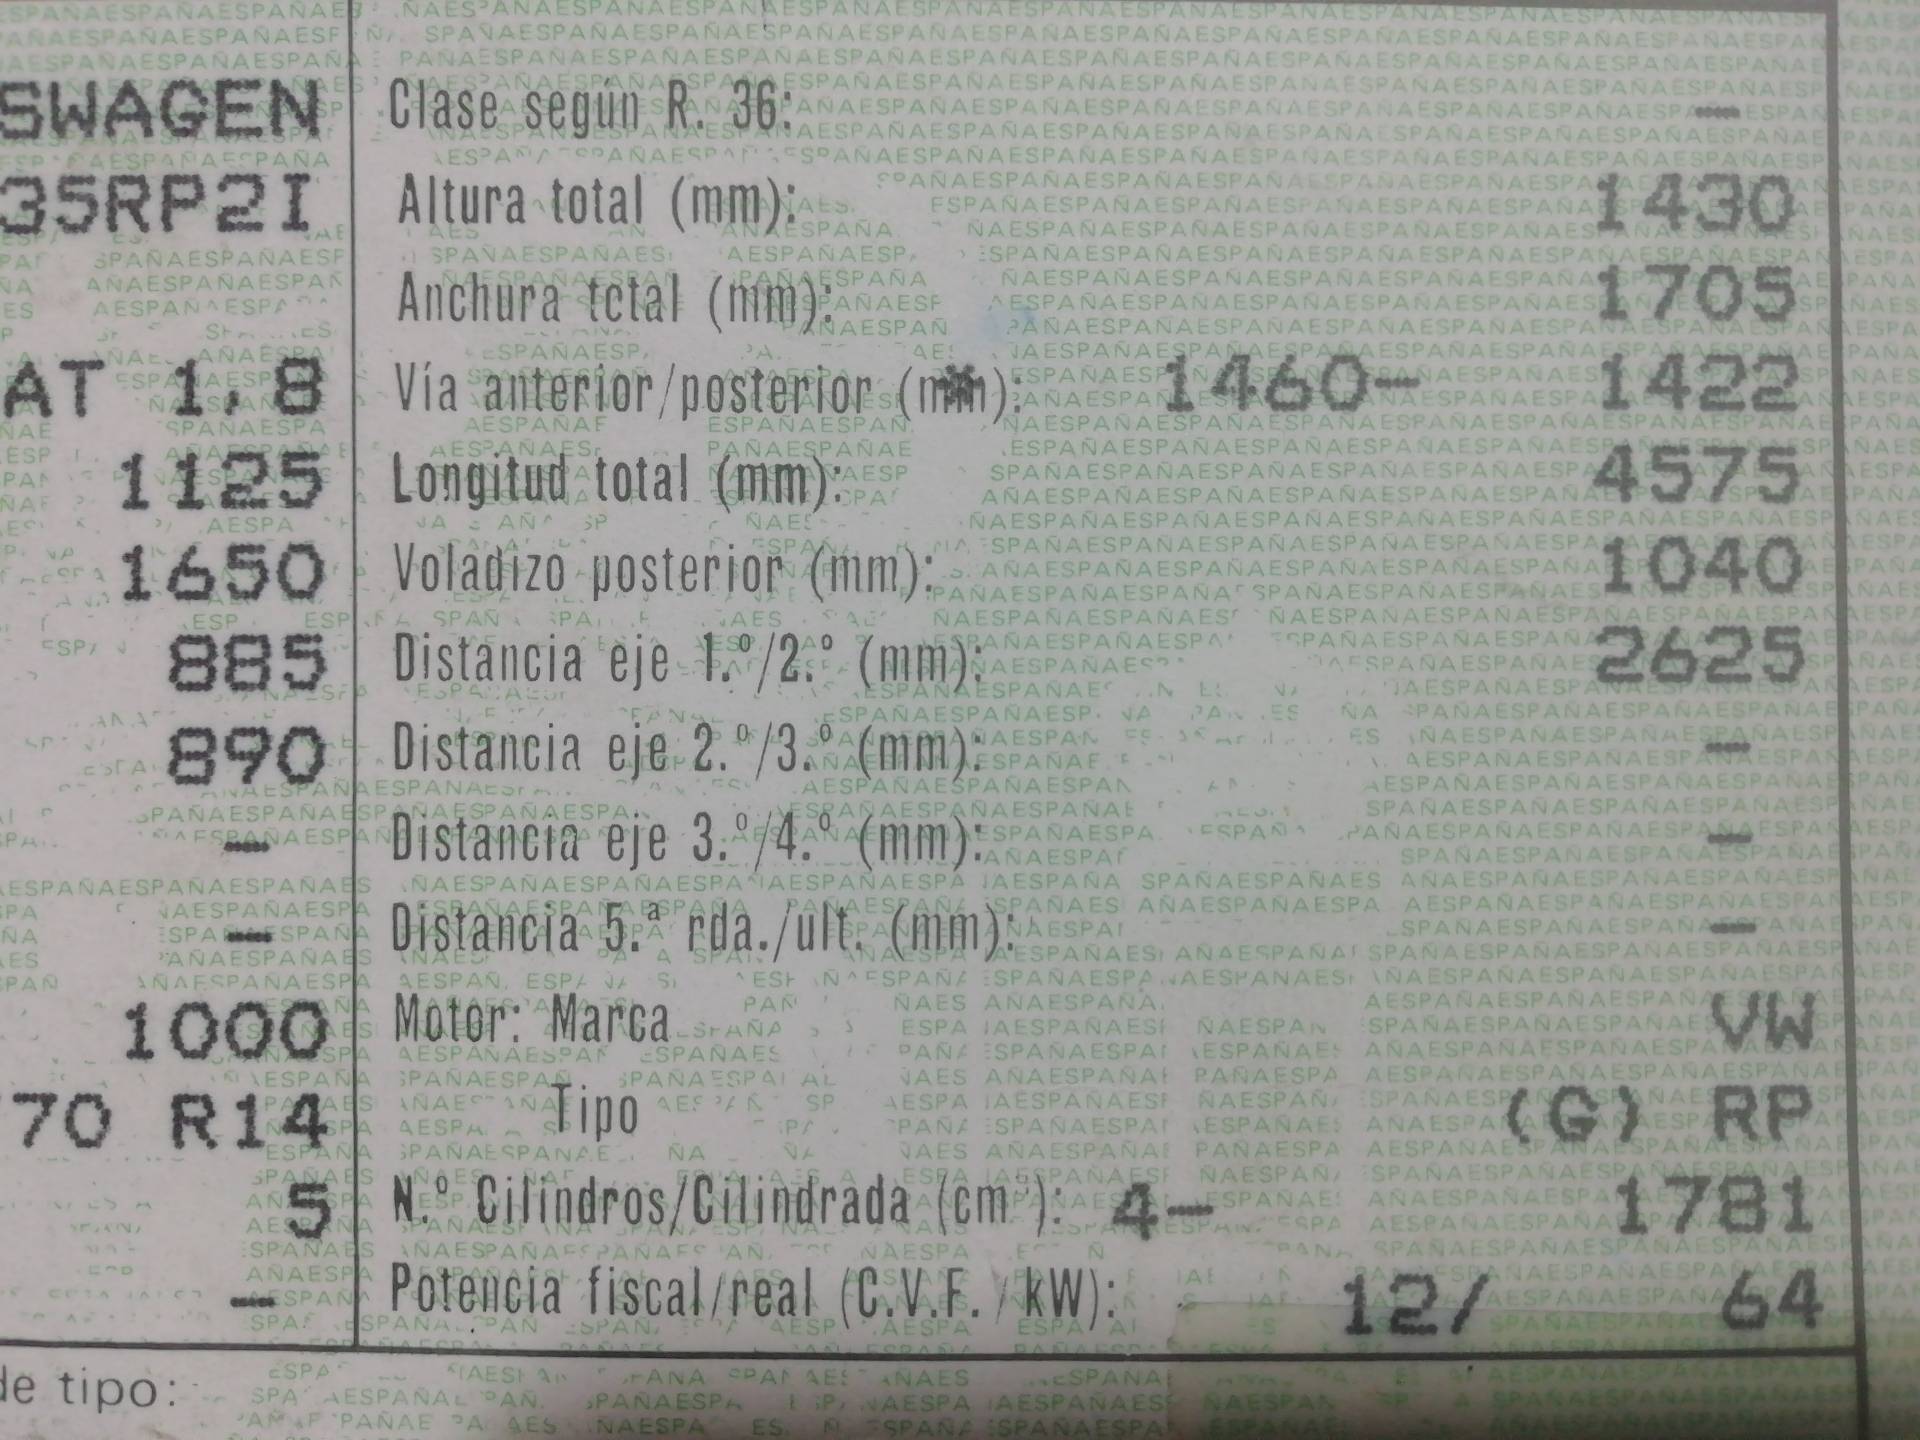 SWAGEN Clase según R. 36: -
35RP2I Altura total (mm): 1430
Anchura total (mm): 1705
AT 1,8 Vía anterior/posterior (mm): 1460- 1422
1125 Longitud total (mm): 4575
1650 Voladizo posterior (mm): 1040
885 Distancia eje 1.º/2.º (mm): 2625
890 Distancia eje 2.º/3.º (mm): -
- Distancia eje 3.º/4.º (mm): -
- Distancia 5.ª rda./ult. (mm): -
1000 Motor: Marca VW
70 R14 Tipo (G) RP
5 N.º Cilindros/Cilindrada (cm³): 4- 1781
- Potencia fiscal/real (C.V.F. / kW): 12/ 64
de tipo: